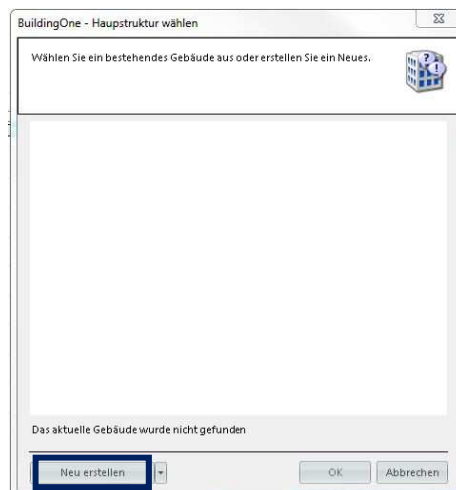 BuildingOne - Haupstruktur wählen
Wählen Sie ein bestehendes Gebäude aus oder erstellen Sie ein Neues.
Das aktuelle Gebäude wurde nicht gefunden
Neu erstellen
OK
Abbrechen